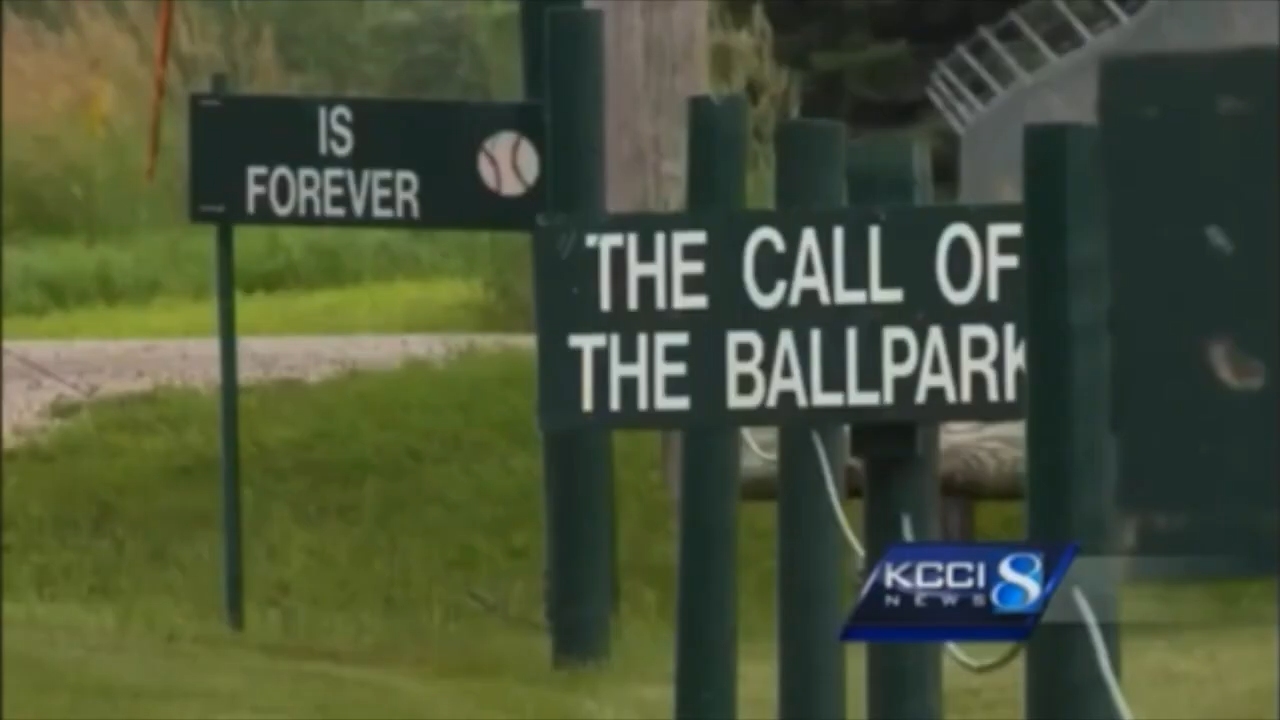 IS
FOREVER
THE CALL OF
THE BALLPARK
KCCI 8
NEWS